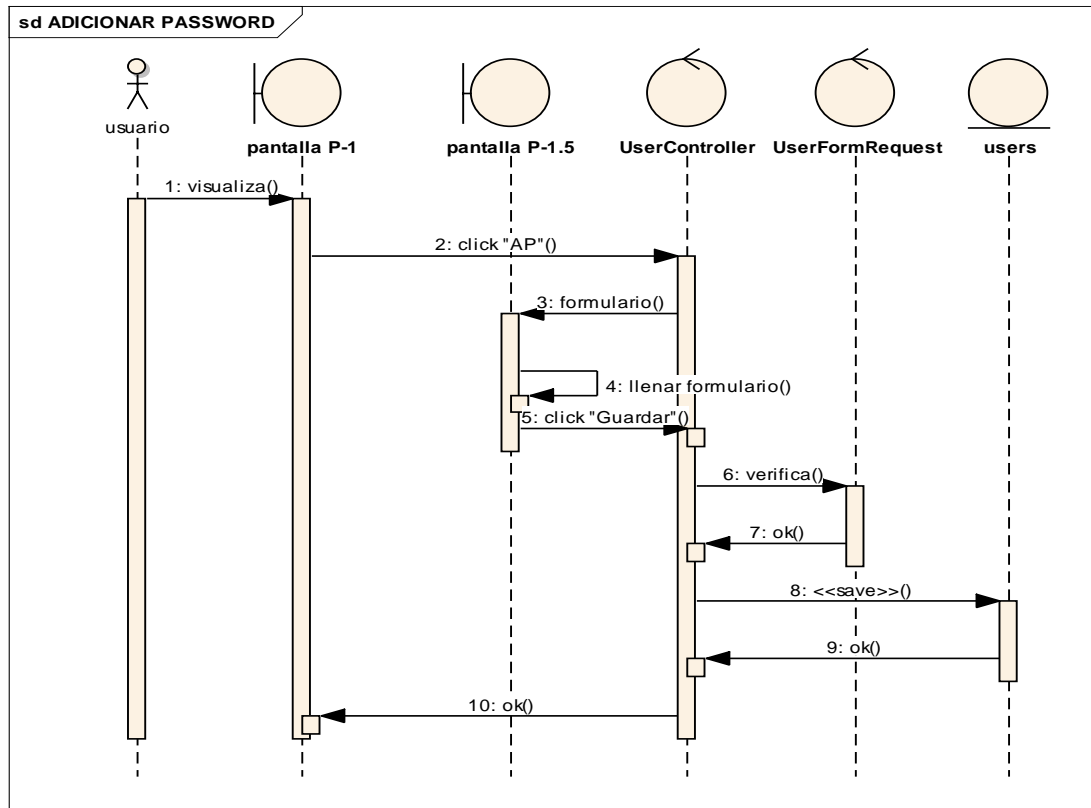 sd ADICIONAR PASSWORD
usuario
pantalla P-1
pantalla P-1.5
UserController
UserFormRequest
users
1: visualiza()
2: click "AP"()
3: formulario()
4: llenar formulario()
5: click "Guardar"()
6: verifica()
7: ok()
8: <<save>>()
9: ok()
10: ok()